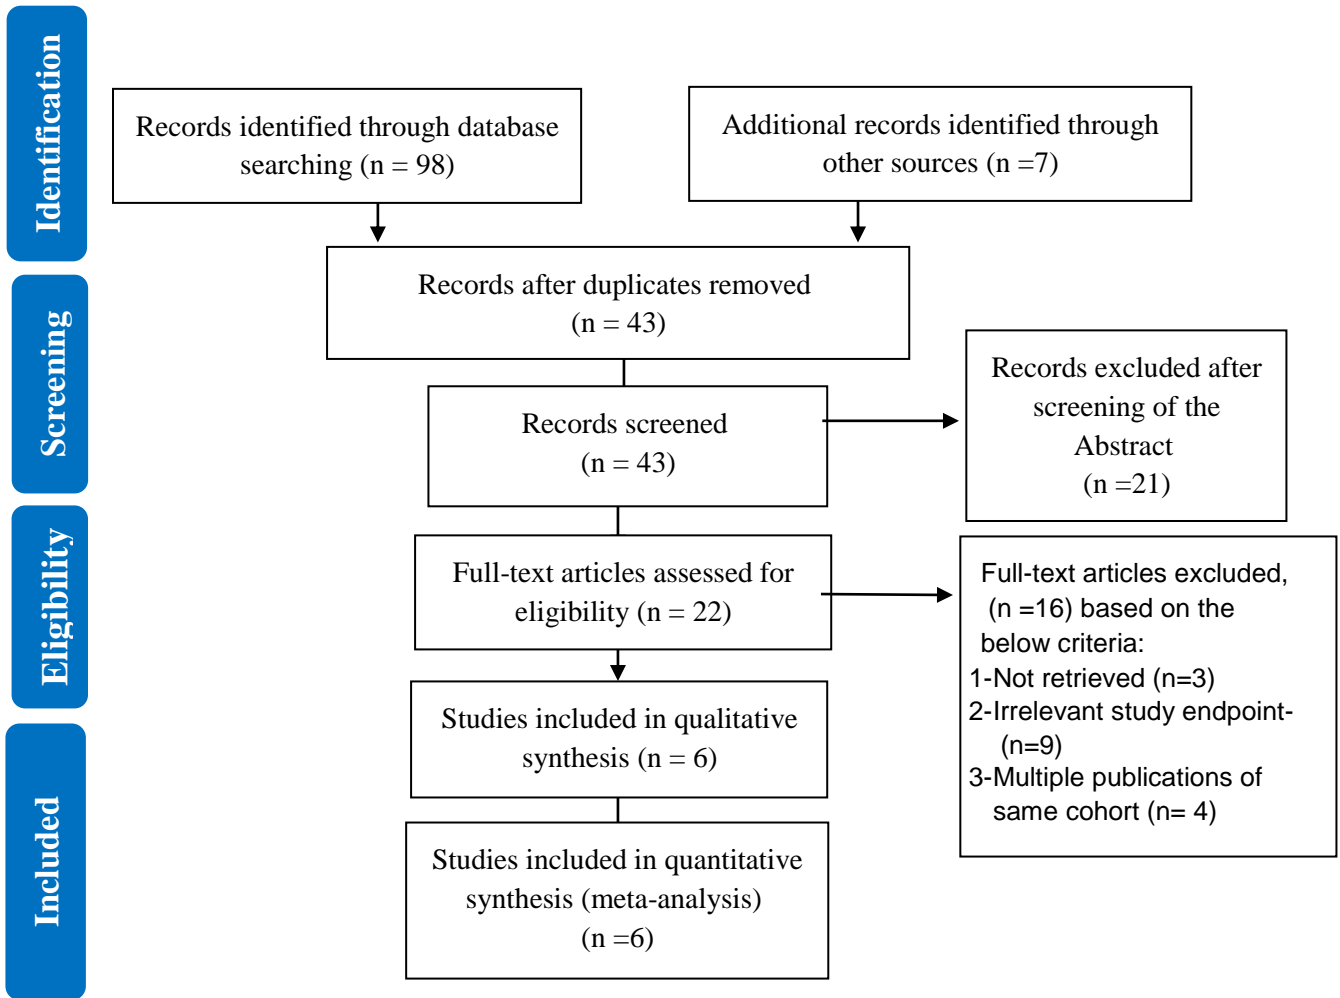 Identification
Records identified through database
searching (n = 98)
Additional records identified through
other sources (n =7)
Records after duplicates removed
(n = 43)
Screening
Records screened
(n = 43)
Records excluded after
screening of the
Abstract
(n =21)
Eligibility
Full-text articles assessed for
eligibility (n = 22)
Full-text articles excluded,
(n =16) based on the
below criteria:
1-Not retrieved (n=3)
2-Irrelevant study endpoint-
(n=9)
3-Multiple publications of
same cohort (n= 4)
Included
Studies included in qualitative
synthesis (n = 6)
Studies included in quantitative
synthesis (meta-analysis)
(n =6)